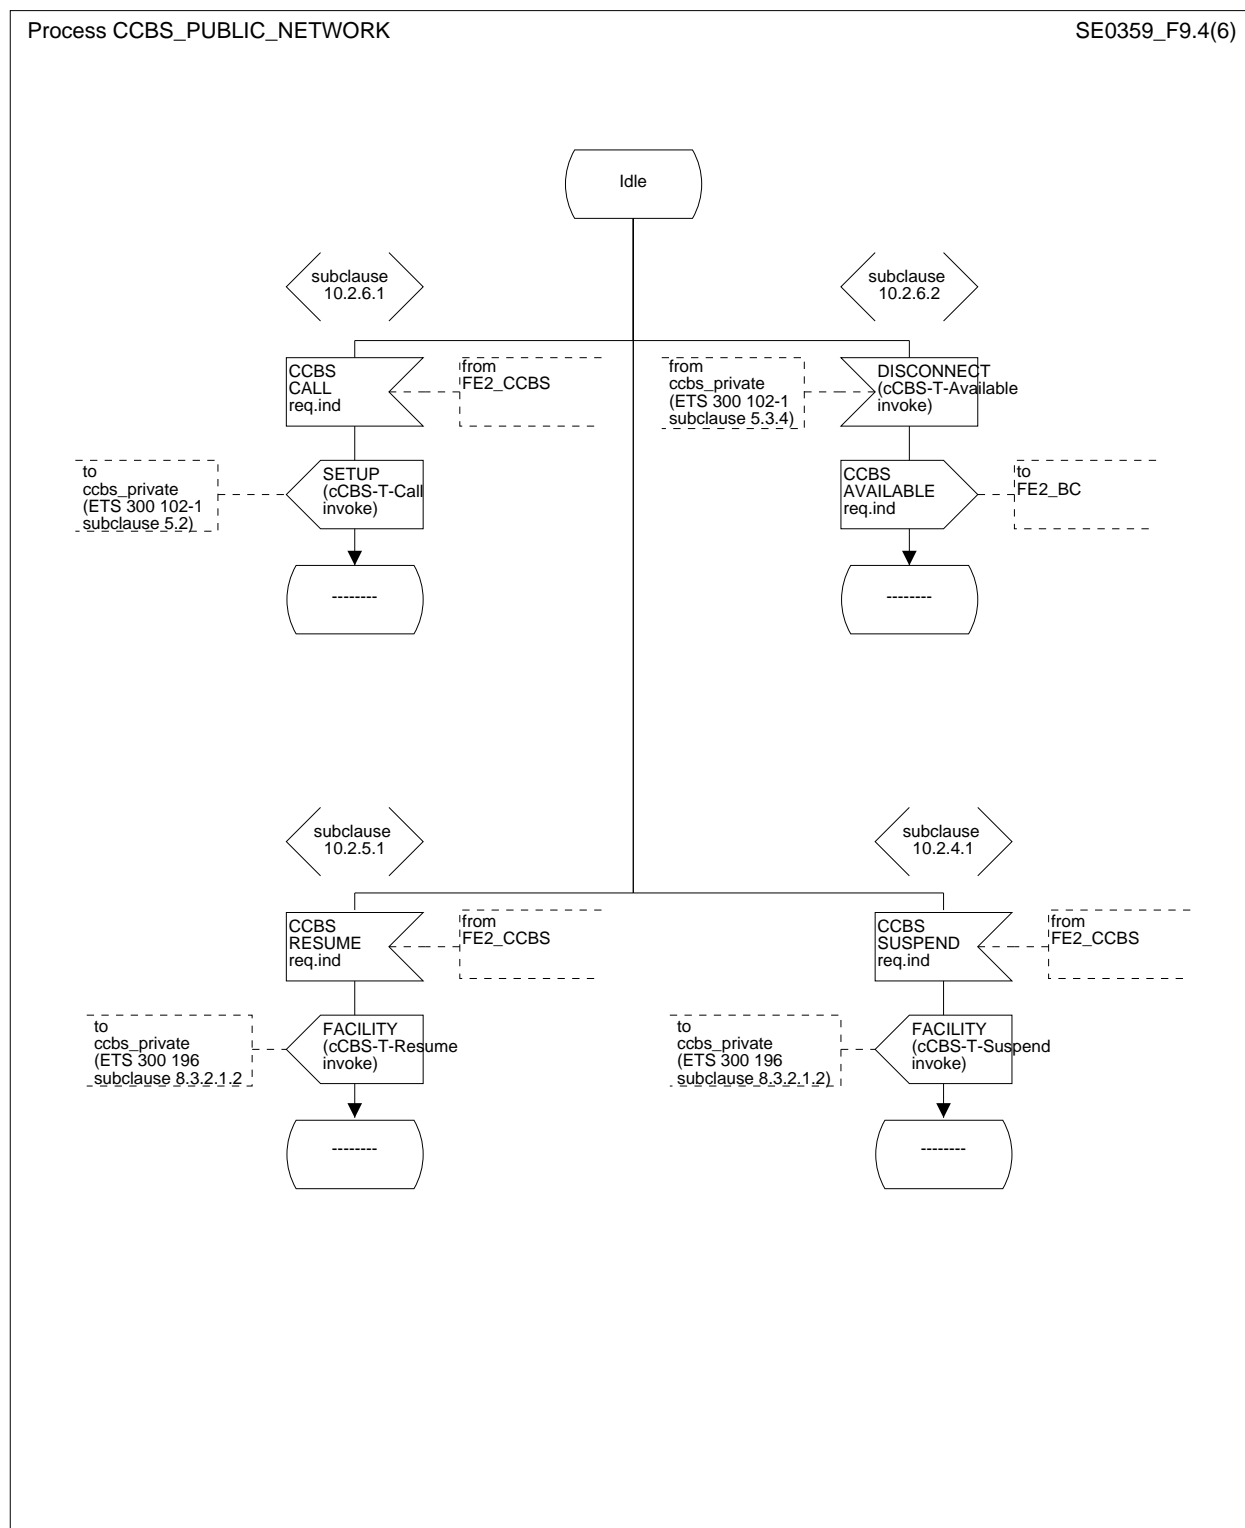 Process CCBS_PUBLIC_NETWORK
SE0359_F9.4(6)
Idle
subclause
10.2.6.1
subclause
10.2.6.2
CCBS
CALL
req.ind
from
FE2_CCBS
from
ccbs_private
(ETS 300 102-1
subclause 5.3.4)
DISCONNECT
(cCBS-T-Available
invoke)
to
ccbs_private
(ETS 300 102-1
subclause 5.2)
SETUP
(cCBS-T-Call
invoke)
CCBS
AVAILABLE
req.ind
to
FE2_BC
--------
--------
subclause
10.2.5.1
subclause
10.2.4.1
CCBS
RESUME
req.ind
from
FE2_CCBS
CCBS
SUSPEND
req.ind
from
FE2_CCBS
to
ccbs_private
(ETS 300 196
subclause 8.3.2.1.2
FACILITY
(cCBS-T-Resume
invoke)
to
ccbs_private
(ETS 300 196
subclause 8.3.2.1.2)
FACILITY
(cCBS-T-Suspend
invoke)
--------
--------